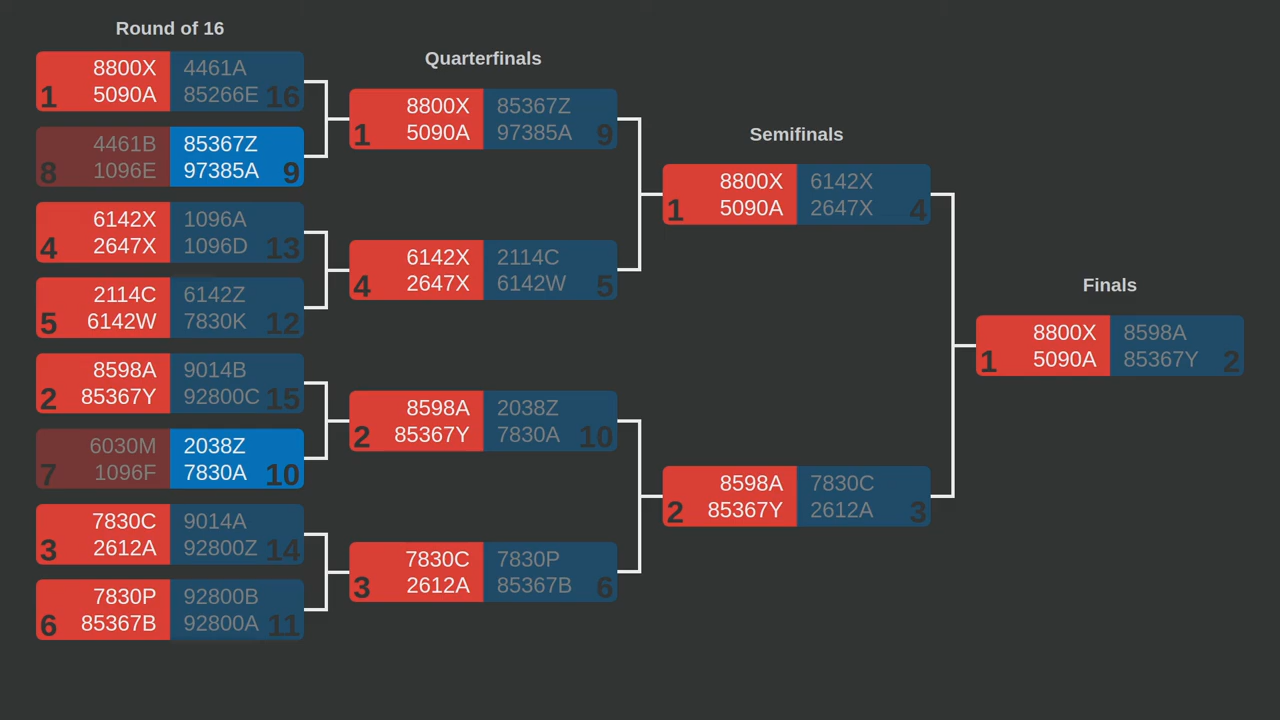 Round of 16
8800X 4461A
1 5090A 85266E 16
4461B 85367Z
8 1096E 97385A 9
6142X 1096A
4 2647X 1096D 13
2114C 6142Z
5 6142W 7830K 12
8598A 9014B
2 85367Y 92800C 15
6030M 2038Z
7 1096F 7830A 10
7830C 9014A
3 2612A 92800Z 14
7830P 92800B
6 85367B 92800A 11
Quarterfinals
8800X 85367Z
1 5090A 97385A 9
6142X 2114C
4 2647X 6142W 5
8598A 2038Z
2 85367Y 7830A 10
7830C 7830P
3 2612A 85367B 6
Semifinals
8800X 6142X
1 5090A 2647X 4
8598A 7830C
2 85367Y 2612A 3
Finals
8800X 8598A
1 5090A 85367Y 2